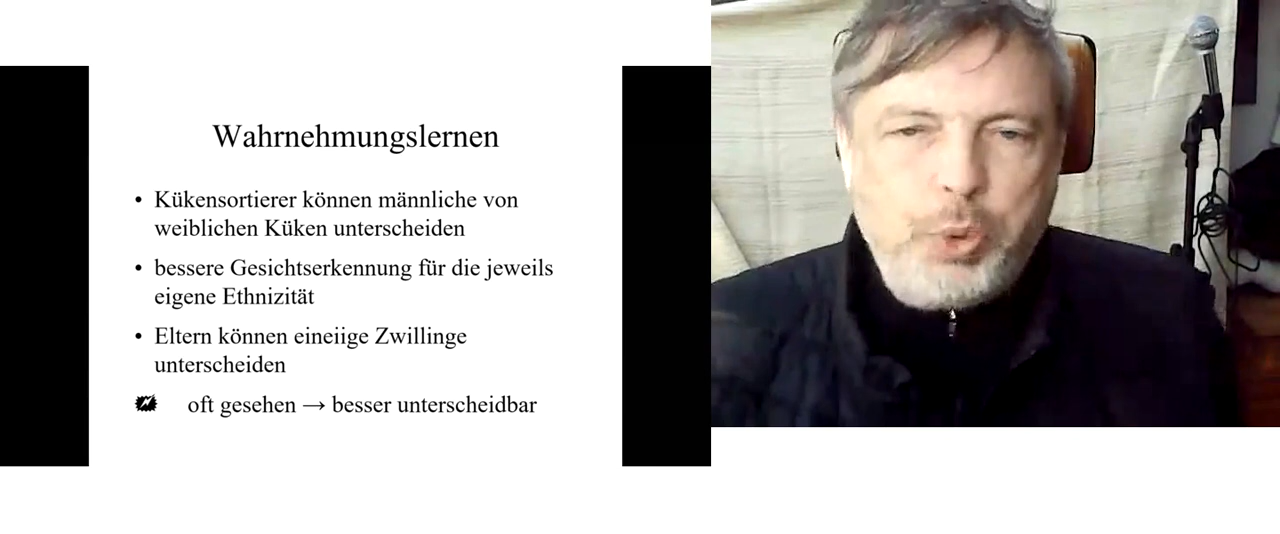 Wahrnehmungslernen
• Kükensortierer können männliche von
weiblichen Küken unterscheiden
• bessere Gesichtserkennung für die jeweils
eigene Ethnizität
• Eltern können eineiige Zwillinge
unterscheiden
oft gesehen → besser unterscheidbar